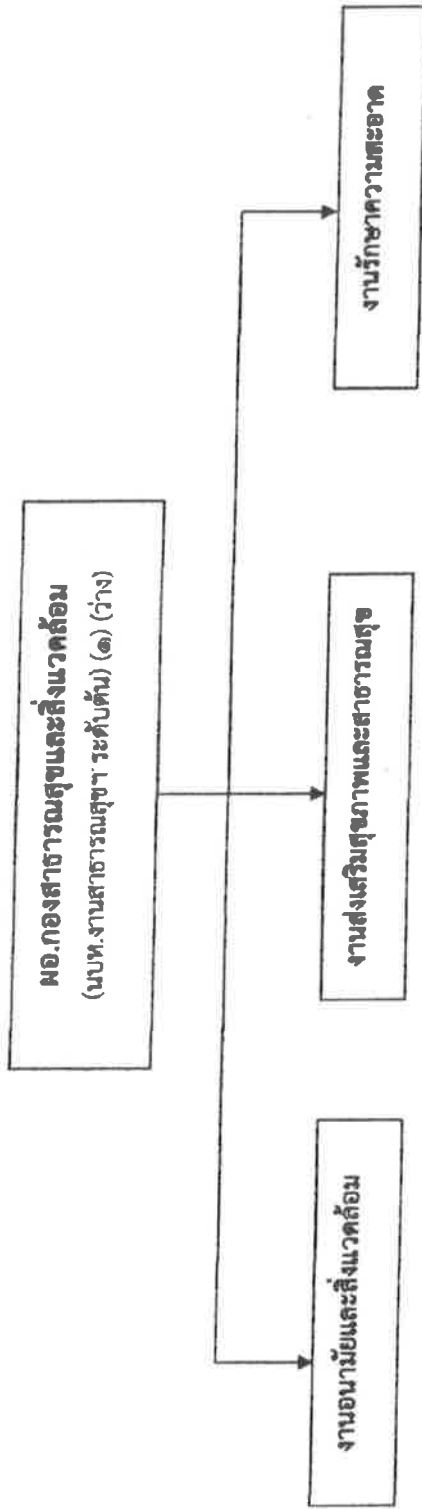 ผอ.กองสาธารณสุขและสิ่งแวดล้อม
(นบห.งานสาธารณสุขฯ ระดับต้น) (๑) (ว่าง)
งานอนามัยและสิ่งแวดล้อม
งานส่งเสริมสุขภาพและสาธารณสุข
งานรักษาความสะอาด